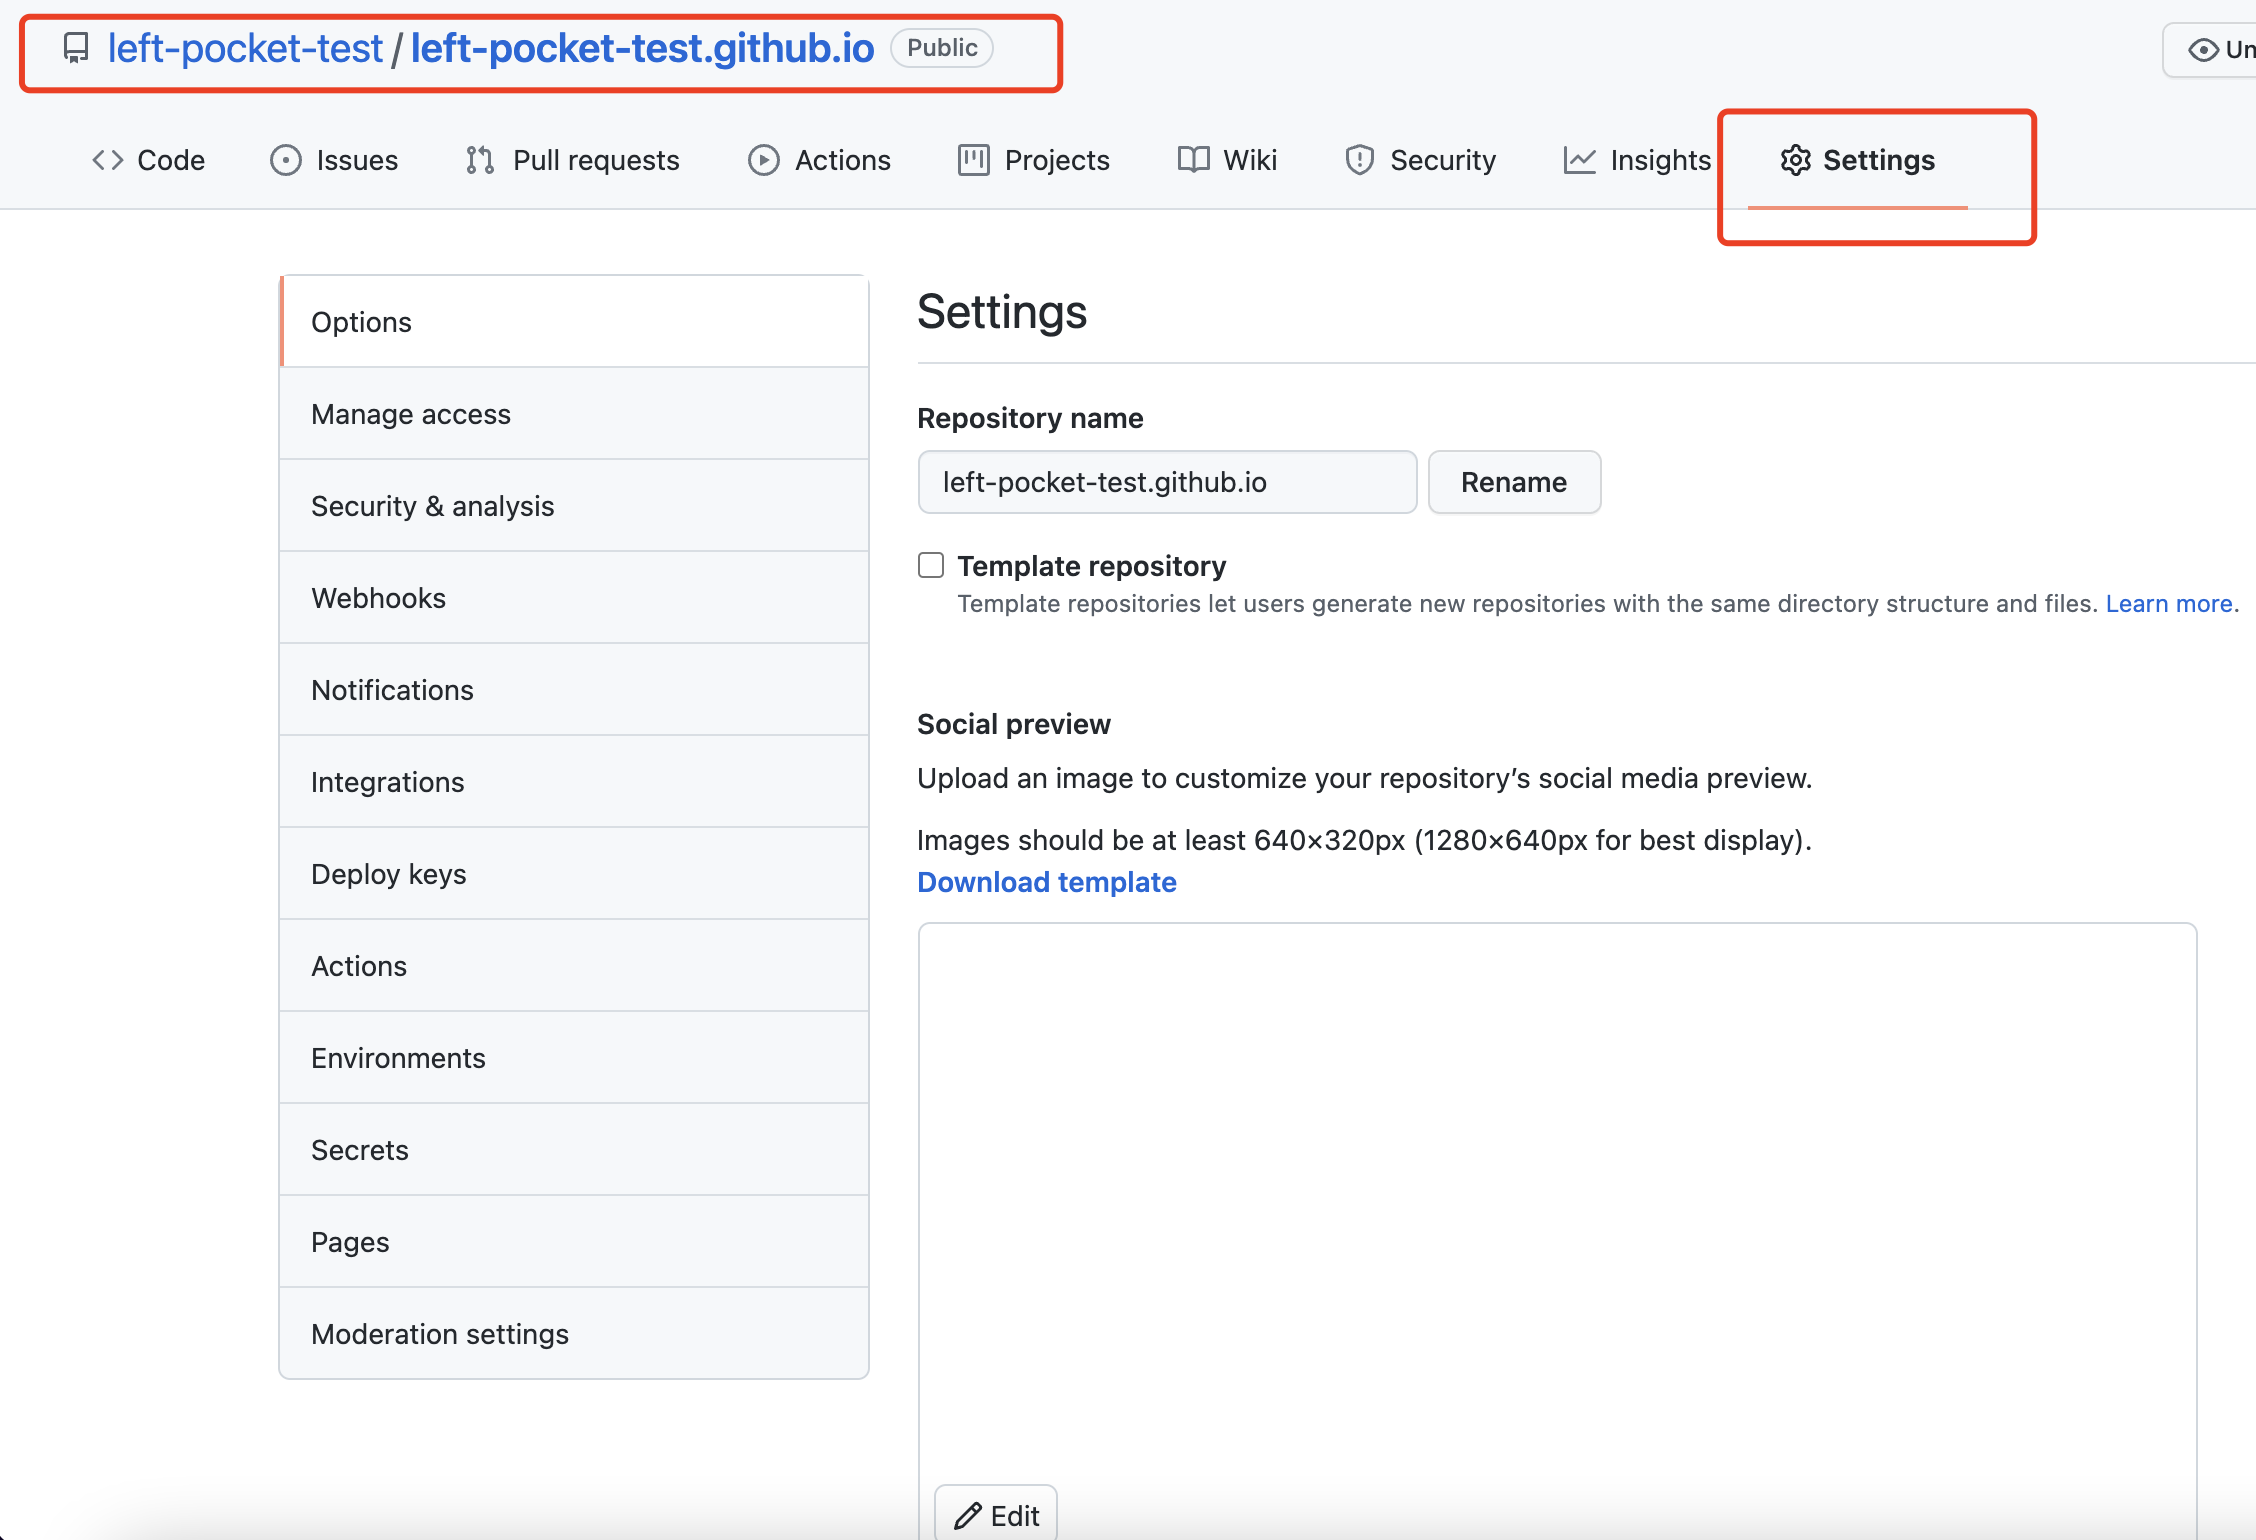 left-pocket-test / left-pocket-test.github.io Public
Code Issues Pull requests Actions Projects Wiki Security Insights Settings
Options
Manage access
Security & analysis
Webhooks
Notifications
Integrations
Deploy keys
Actions
Environments
Secrets
Pages
Moderation settings
Settings
Repository name
left-pocket-test.github.io Rename
Template repository
Template repositories let users generate new repositories with the same directory structure and files. Learn more.
Social preview
Upload an image to customize your repository’s social media preview.
Images should be at least 640×320px (1280×640px for best display).
Download template
Edit